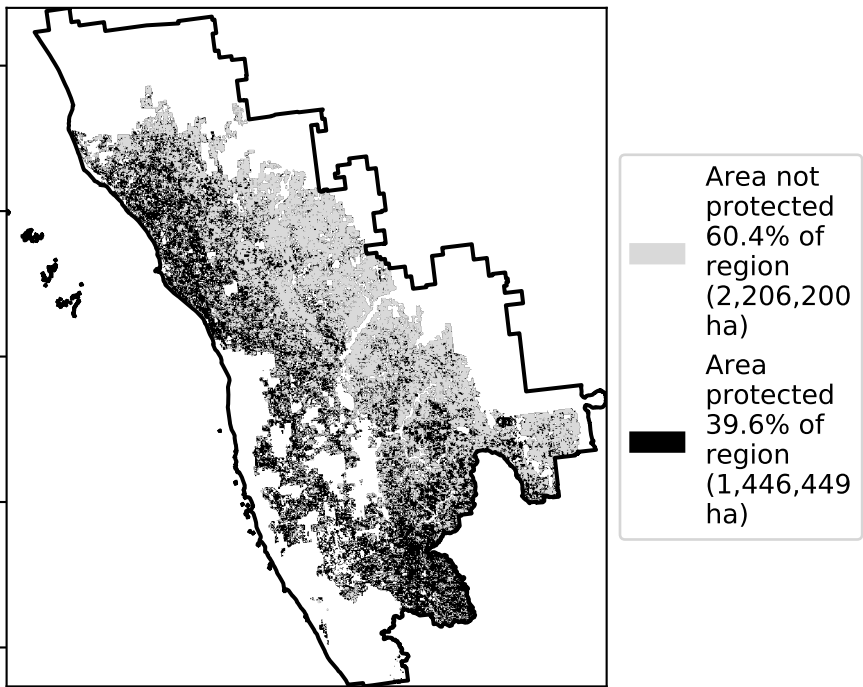 Area not
protected
60.4% of
region
(2,206,200
ha)
Area
protected
39.6% of
region
(1,446,449
ha)